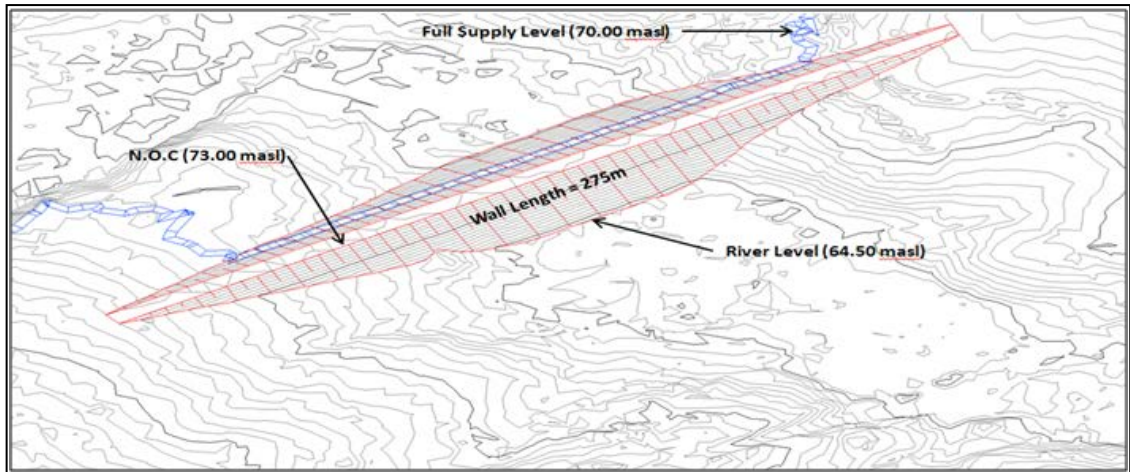 Full Supply Level (70.00 masl)
N.O.C (73.00 masl)
Wall Length = 275m
River Level (64.50 masl)